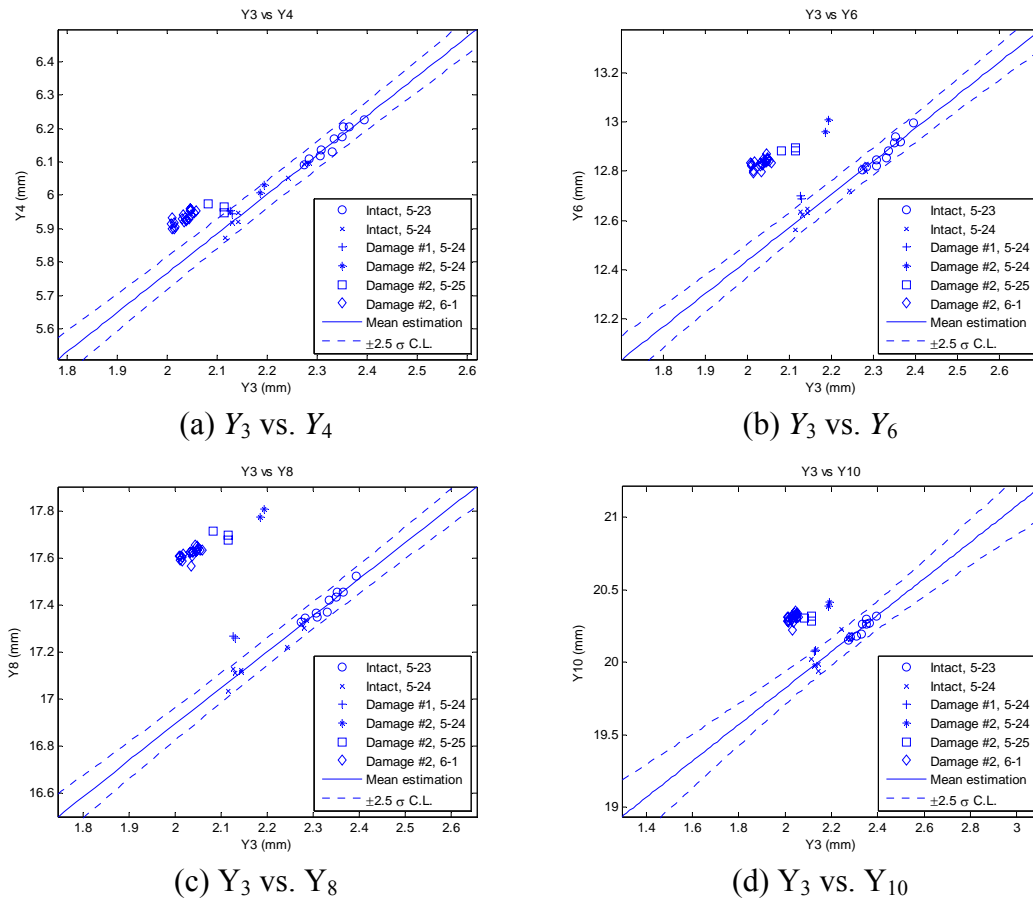 Y3 vs Y4
6.4
6.3
6.2
6.1
6
5.9
5.8
5.7
5.6
Y4 (mm)
1.8 1.9 2 2.1 2.2 2.3 2.4 2.5 2.6
Y3 (mm)
Intact, 5-23
Intact, 5-24
Damage #1, 5-24
Damage #2, 5-24
Damage #2, 5-25
Damage #2, 6-1
Mean estimation
±2.5 σ C.L.
(a) Y3 vs. Y4
Y3 vs Y6
13.2
13
12.8
12.6
12.4
12.2
Y6 (mm)
1.8 1.9 2 2.1 2.2 2.3 2.4 2.5 2.6
Y3 (mm)
Intact, 5-23
Intact, 5-24
Damage #1, 5-24
Damage #2, 5-24
Damage #2, 5-25
Damage #2, 6-1
Mean estimation
±2.5 σ C.L.
(b) Y3 vs. Y6
Y3 vs Y8
17.8
17.6
17.4
17.2
17
16.8
16.6
Y8 (mm)
1.8 1.9 2 2.1 2.2 2.3 2.4 2.5 2.6
Y3 (mm)
Intact, 5-23
Intact, 5-24
Damage #1, 5-24
Damage #2, 5-24
Damage #2, 5-25
Damage #2, 6-1
Mean estimation
±2.5 σ C.L.
(c) Y3 vs. Y8
Y3 vs Y10
21
20.5
20
19.5
19
Y10 (mm)
1.4 1.6 1.8 2 2.2 2.4 2.6 2.8 3
Y3 (mm)
Intact, 5-23
Intact, 5-24
Damage #1, 5-24
Damage #2, 5-24
Damage #2, 5-25
Damage #2, 6-1
Mean estimation
±2.5 σ C.L.
(d) Y3 vs. Y10